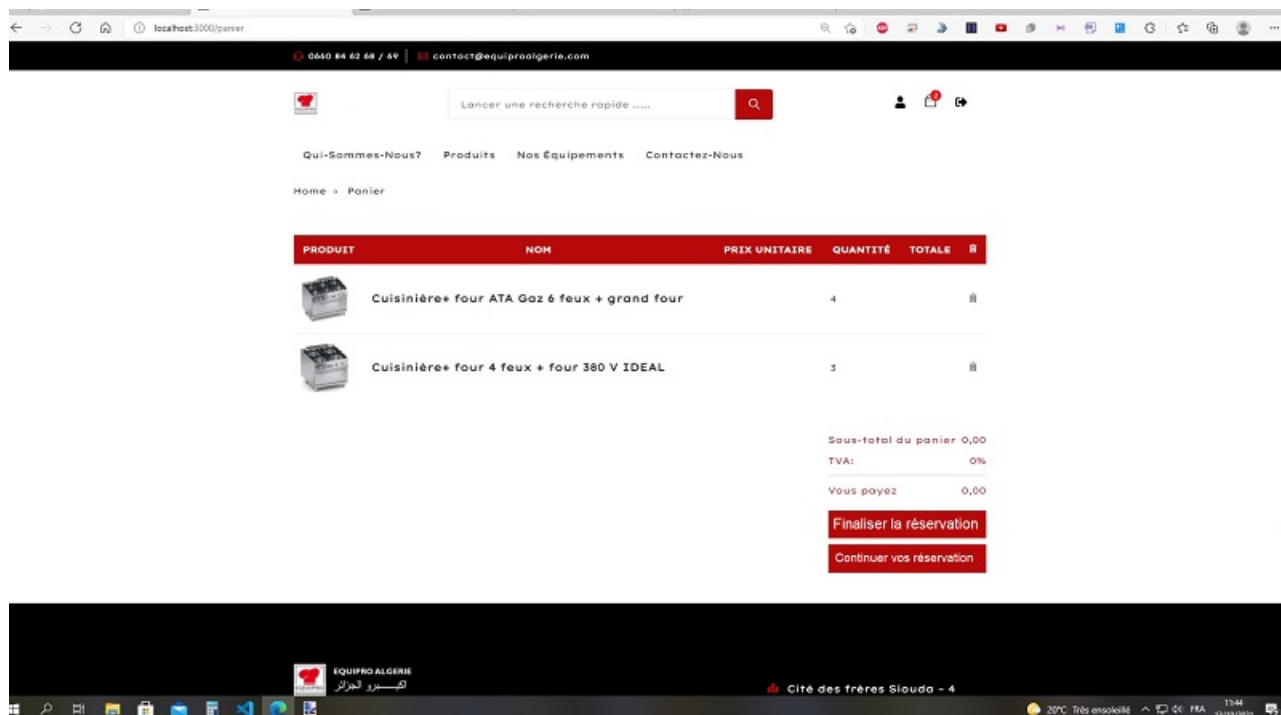 localhost:3000/panier
0660 84 62 68 / 69 contact@equiproalgerie.com
Lancer une recherche rapide .....
2
Qui-Sommes-Nous? Produits Nos Équipements Contactez-Nous
Home » Panier
PRODUIT NOM PRIX UNITAIRE QUANTITÉ TOTALE
Cuisinière+ four ATA Gaz 6 feux + grand four 4
Cuisinière+ four 4 feux + four 380 V IDEAL 3
Sous-total du panier 0,00
TVA: 0%
Vous payez 0,00
Finaliser la réservation
Continuer vos réservation
EQUIPRO ALGERIE
Cité des frères Siouda - 4
20°C Très ensoleillé FRA 11:44